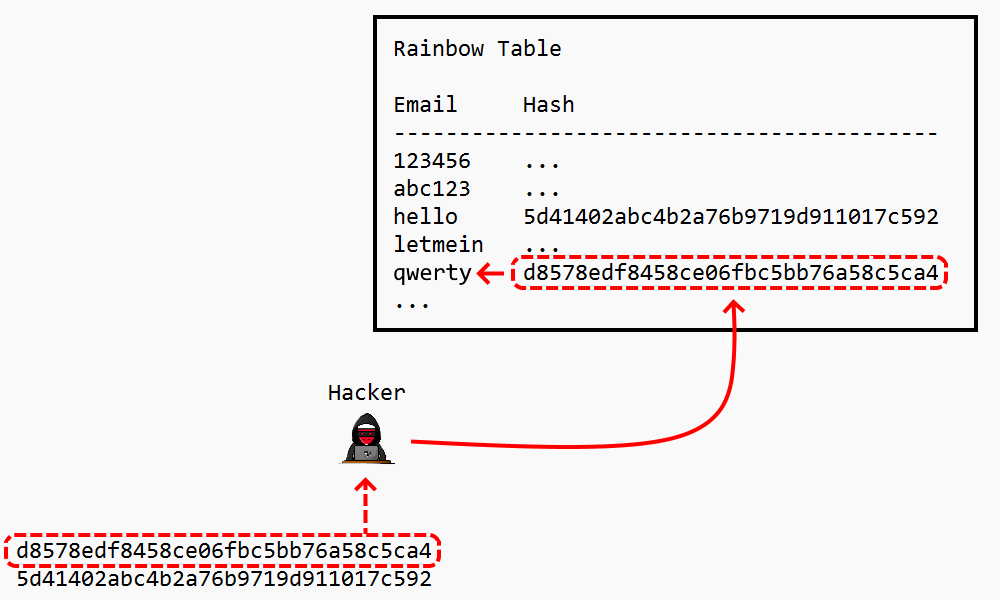 Rainbow Table
Email Hash
------------------------------------------
123456 ...
abc123 ...
hello 5d41402abc4b2a76b9719d911017c592
letmein ...
qwerty d8578edf8458ce06fbc5bb76a58c5ca4
...
Hacker
d8578edf8458ce06fbc5bb76a58c5ca4
5d41402abc4b2a76b9719d911017c592